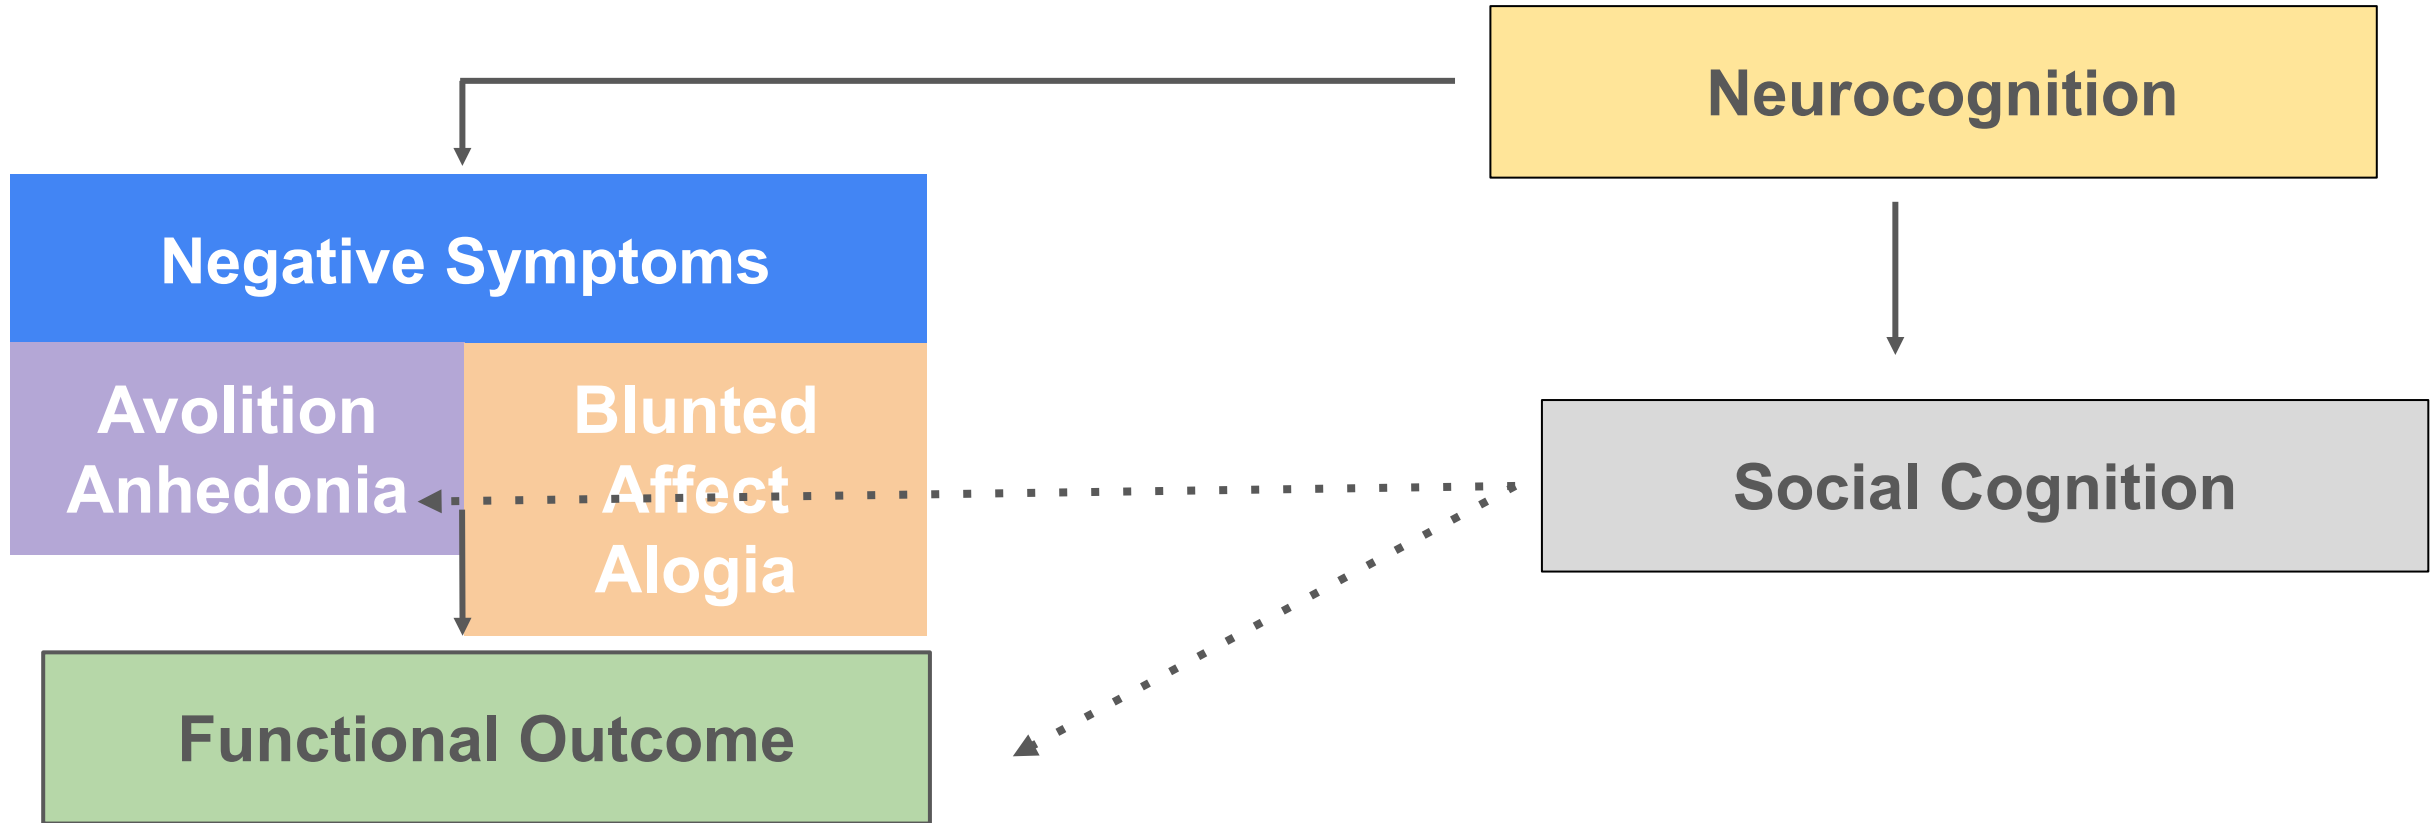 Neurocognition
Negative Symptoms
Avolition
Anhedonia
Blunted
Affect
Alogia
Social Cognition
Functional Outcome